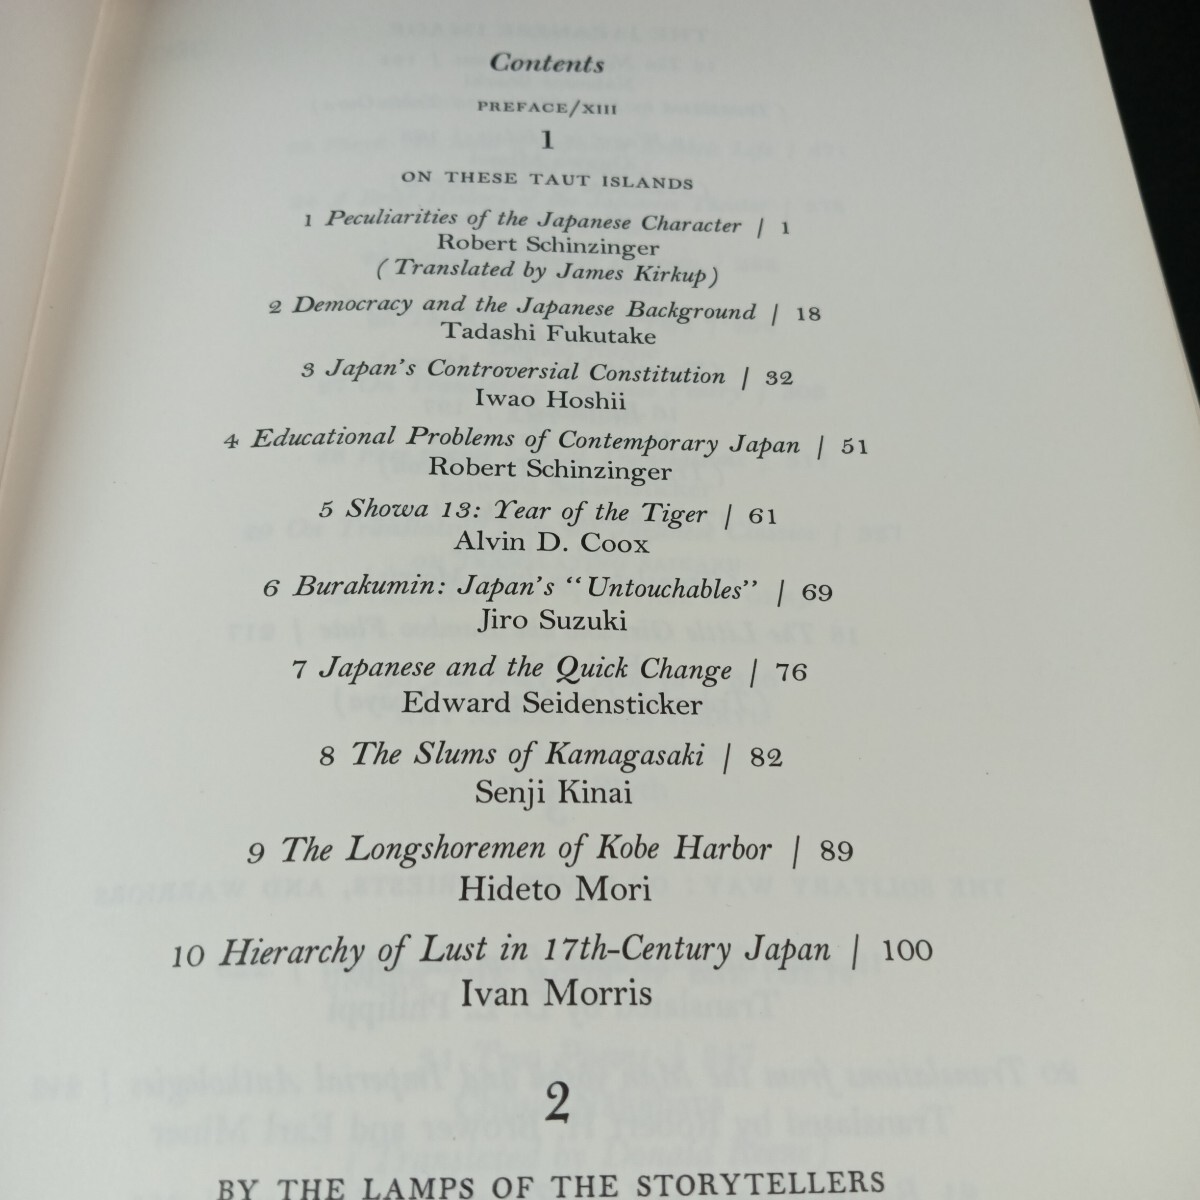 Contents
PREFACE/XIII
1
ON THESE TAUT ISLANDS
1 Peculiarities of the Japanese Character | 1
Robert Schinzinger
(Translated by James Kirkup)
2 Democracy and the Japanese Background | 18
Tadashi Fukutake
3 Japan's Controversial Constitution | 32
Iwao Hoshii
4 Educational Problems of Contemporary Japan | 51
Robert Schinzinger
5 Showa 13: Year of the Tiger | 61
Alvin D. Coox
6 Burakumin: Japan's "Untouchables" | 69
Jiro Suzuki
7 Japanese and the Quick Change | 76
Edward Seidensticker
8 The Slums of Kamagasaki | 82
Senji Kinai
9 The Longshoremen of Kobe Harbor | 89
Hideto Mori
10 Hierarchy of Lust in 17th-Century Japan | 100
Ivan Morris
2
BY THE LAMPS OF THE STORYTELLERS